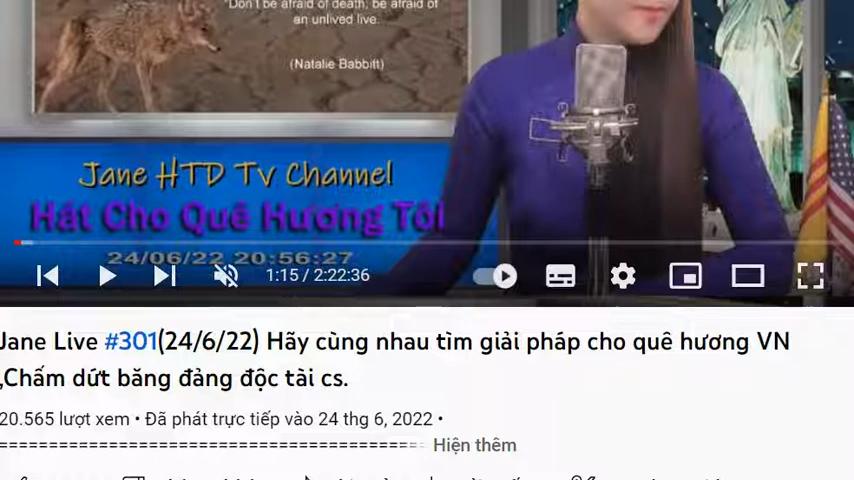 "Don't be afraid of death; be afraid of
an unlived live.
(Natalie Babbitt)
Jane HTD TV Channel
Hát Cho Quê Hương Tôi
24/06/22 20:56:27
1:15 / 2:22:36
Jane Live #301(24/6/22) Hãy cùng nhau tìm giải pháp cho quê hương VN
,Chấm dứt băng đảng độc tài cs.
20.565 lượt xem • Đã phát trực tiếp vào 24 thg 6, 2022 •
=========================================== Hiện thêm